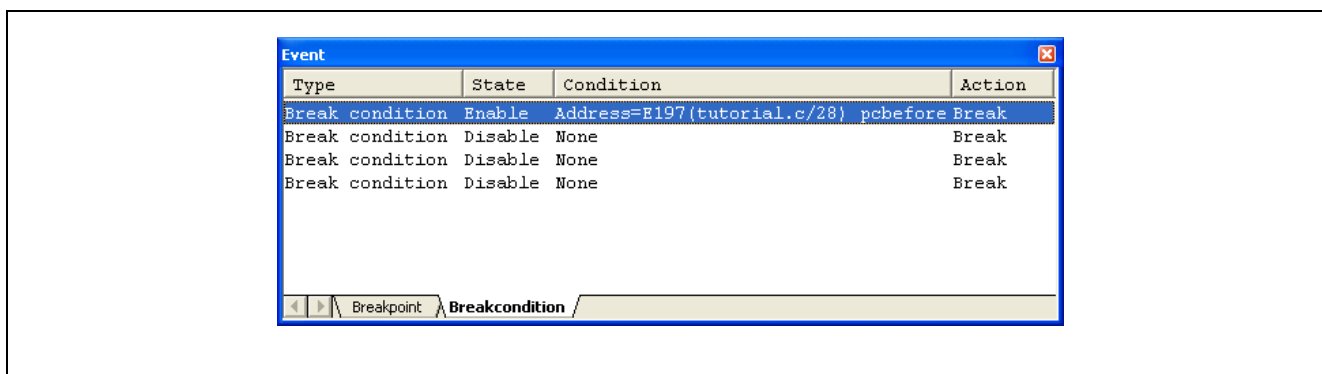 Event
Type State Condition Action
Break condition Enable Address=E197(tutorial.c/28) pcbefore Break
Break condition Disable None Break
Break condition Disable None Break
Break condition Disable None Break
Breakpoint Breakcondition